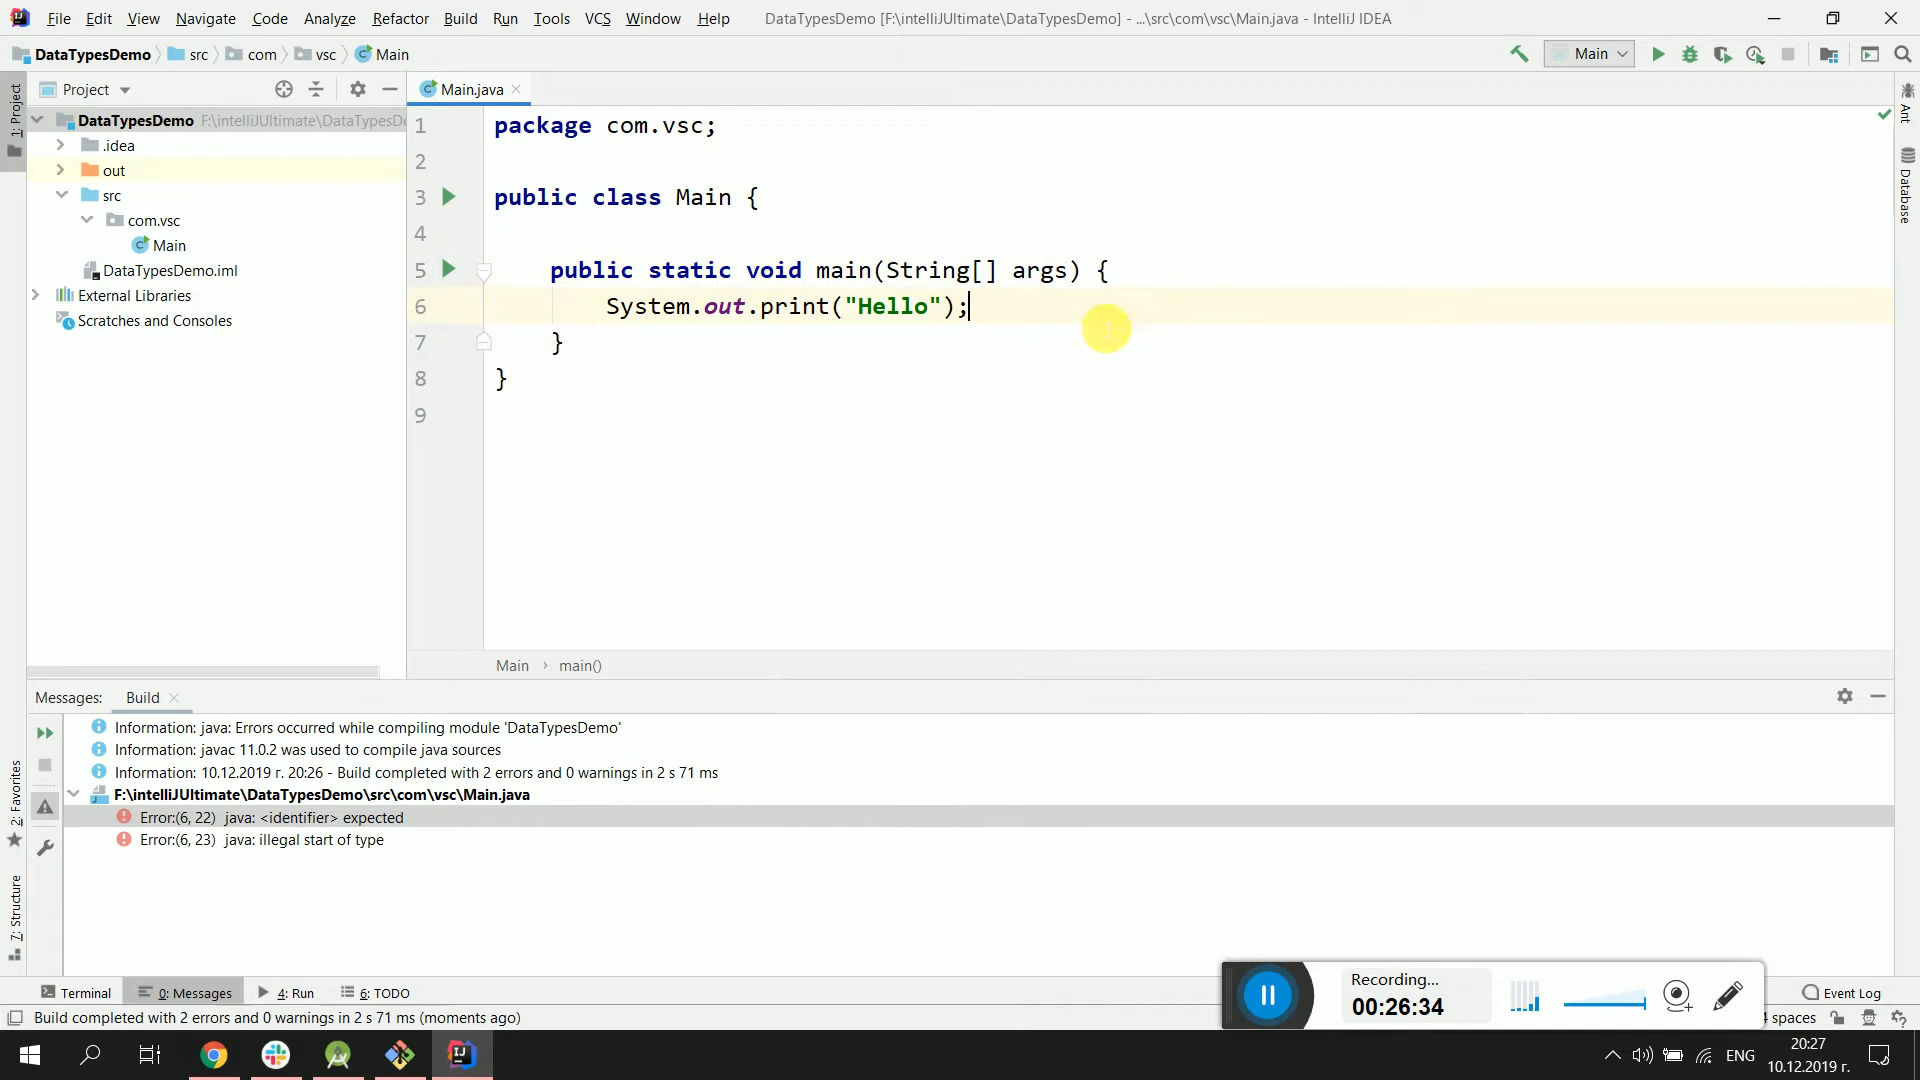 File Edit View Navigate Code Analyze Refactor Build Run Tools VCS Window Help DataTypesDemo [F:\intelliJUltimate\DataTypesDemo] - ...\src\com\vsc\Main.java - IntelliJ IDEA
DataTypesDemo src com vsc Main Main
Project Main.java
1: Project
DataTypesDemo F:\intelliJUltimate\DataTypesDe
.idea
out
src
com.vsc
Main
DataTypesDemo.iml
External Libraries
Scratches and Consoles
1 package com.vsc;
2
3 public class Main {
4
5 public static void main(String[] args) {
6 System.out.print("Hello");
7 }
8 }
9
Ant
Database
Main main()
Messages: Build
Information: java: Errors occurred while compiling module 'DataTypesDemo'
Information: javac 11.0.2 was used to compile java sources
Information: 10.12.2019 г. 20:26 - Build completed with 2 errors and 0 warnings in 2 s 71 ms
F:\intelliJUltimate\DataTypesDemo\src\com\vsc\Main.java
Error:(6, 22) java: <identifier> expected
Error:(6, 23) java: illegal start of type
2: Favorites
7: Structure
Terminal 0: Messages 4: Run 6: TODO Event Log
Recording...
00:26:34
Build completed with 2 errors and 0 warnings in 2 s 71 ms (moments ago) 4 spaces
ENG
20:27
10.12.2019 г.